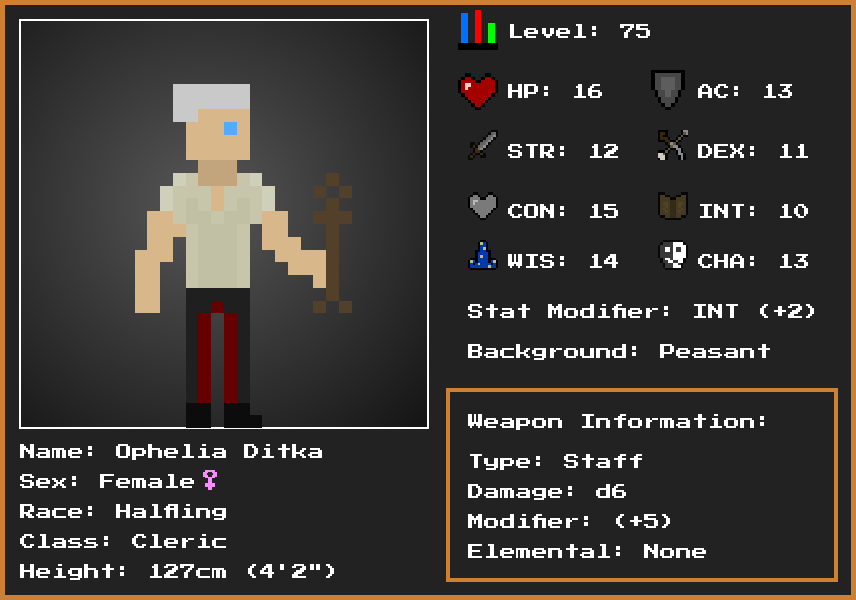 Level: 75
HP: 16
AC: 13
STR: 12
DEX: 11
CON: 15
INT: 10
WIS: 14
CHA: 13
Stat Modifier: INT (+2)
Background: Peasant
Weapon Information:
Type: Staff
Damage: d6
Modifier: (+5)
Elemental: None
Name: Ophelia Ditka
Sex: Female♀
Race: Halfling
Class: Cleric
Height: 127cm (4'2")